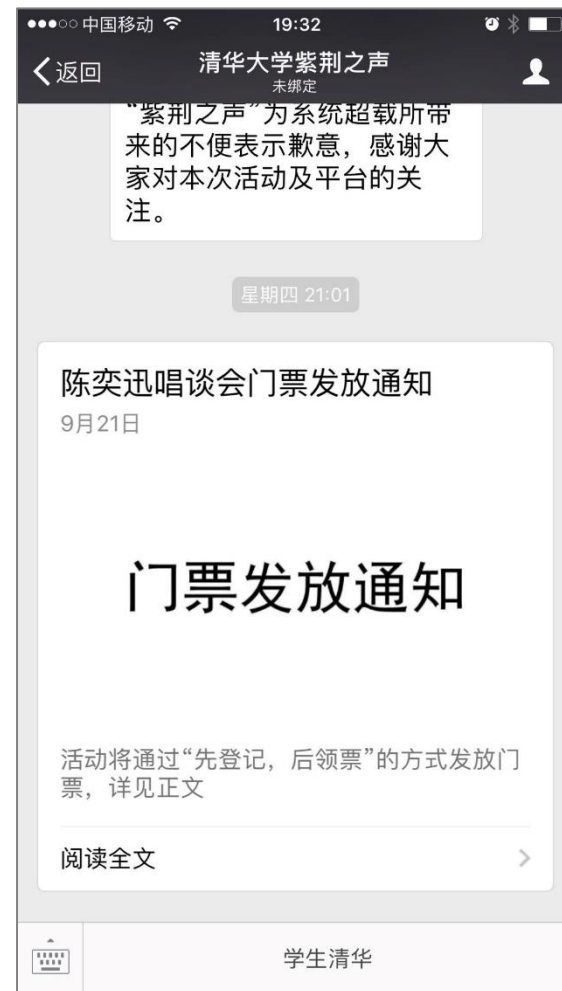 中国移动 19:32
返回 清华大学紫荆之声
未绑定
“紫荆之声”为系统超载所带
来的不便表示歉意，感谢大
家对本次活动及平台的关
注。
星期四 21:01
陈奕迅唱谈会门票发放通知
9月21日
门票发放通知
活动将通过“先登记，后领票”的方式发放门
票，详见正文
阅读全文
学生清华